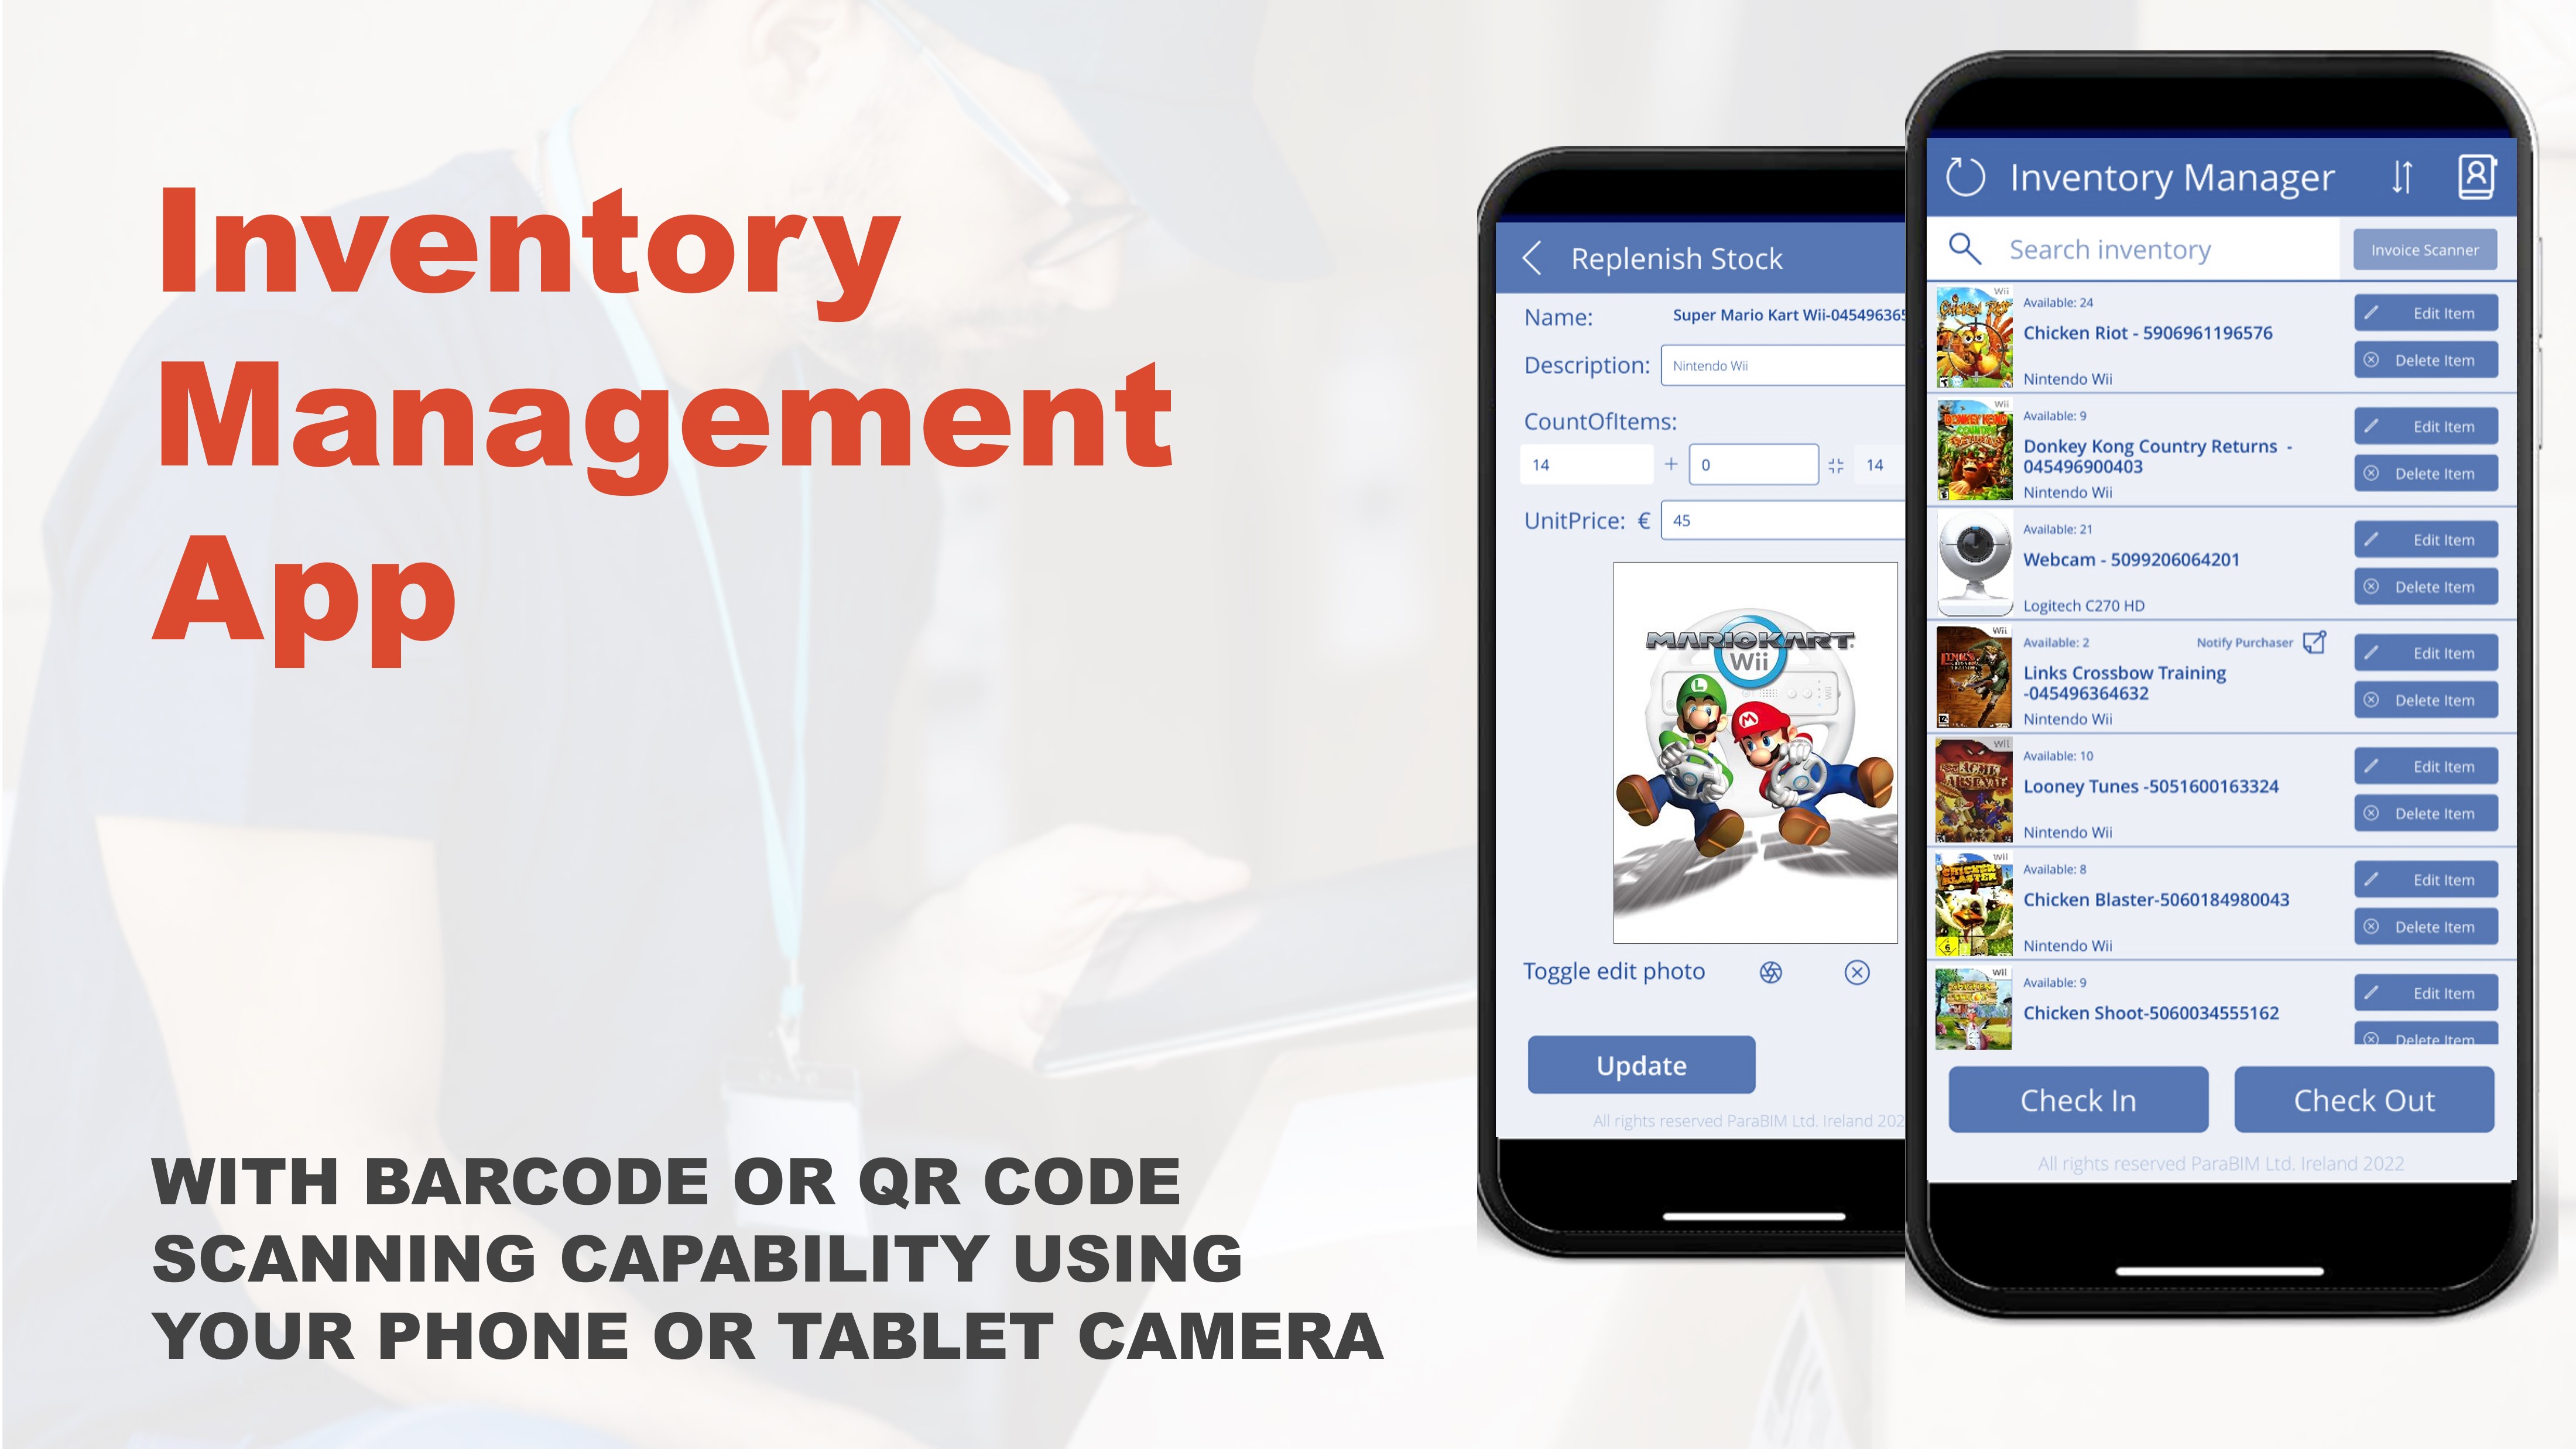 Inventory
Management
App
WITH BARCODE OR QR CODE
SCANNING CAPABILITY USING
YOUR PHONE OR TABLET CAMERA
Replenish Stock
Name: Super Mario Kart Wii-045496365
Description: Nintendo Wii
CountOfItems:
14 + 0 14
UnitPrice: € 45
MARIOKART
Wii
Toggle edit photo
Update
All rights reserved ParaBIM Ltd. Ireland 202
Inventory Manager
Search inventory
Invoice Scanner
Wii
Available: 24
Edit Item
Chicken Riot - 5906961196576
Delete Item
Nintendo Wii
Wii
Available: 9
Edit Item
Donkey Kong Country Returns -
045496900403
Delete Item
Nintendo Wii
Available: 21
Edit Item
Webcam - 5099206064201
Delete Item
Logitech C270 HD
Wii
Available: 2 Notify Purchaser
Edit Item
Links Crossbow Training
-045496364632
Delete Item
Nintendo Wii
Wii
Available: 10
Edit Item
Looney Tunes -5051600163324
Delete Item
Nintendo Wii
Wii
Available: 8
Edit Item
Chicken Blaster-5060184980043
Delete Item
Nintendo Wii
Wii
Available: 9
Edit Item
Chicken Shoot-5060034555162
Delete Item
Check In
Check Out
All rights reserved ParaBIM Ltd. Ireland 2022